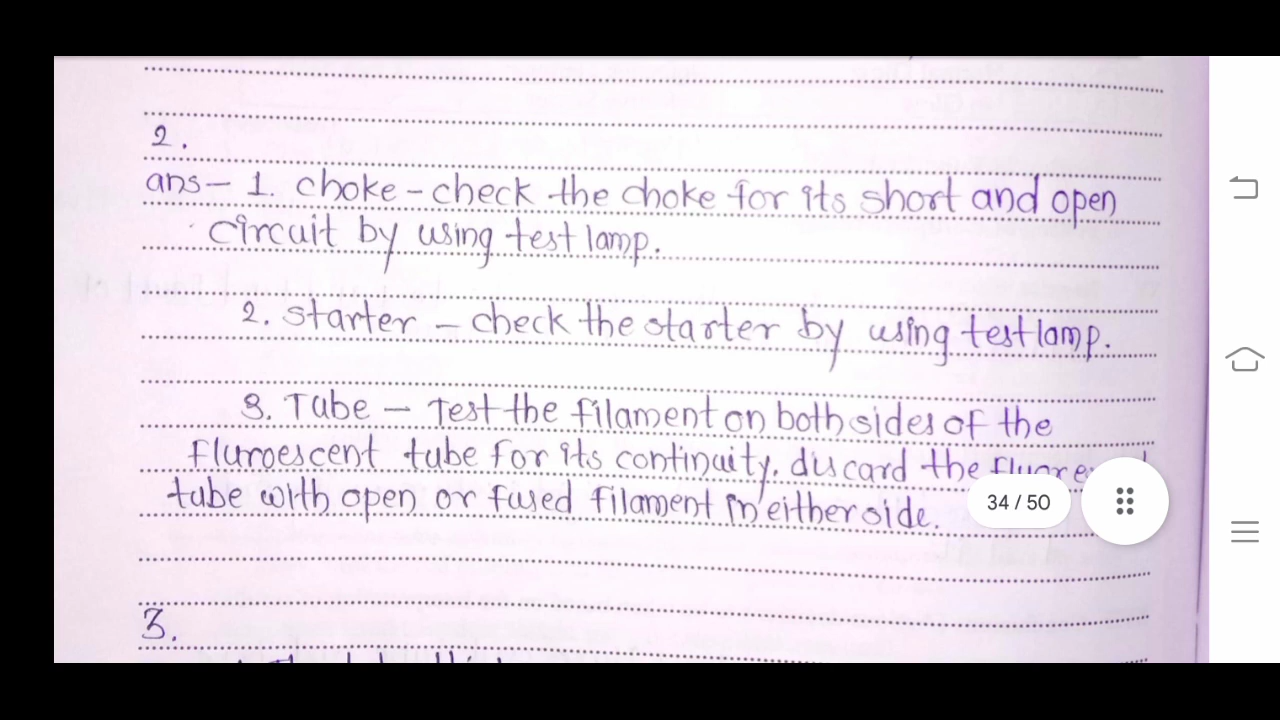 2.
ans- 1. choke - check the choke for its short and open
circuit by using test lamp.
2. starter - check the starter by using test lamp.
3. Tube - Test the filament on both sides of the
fluroescent tube for its continuity. discard the
tube with open or fused filament in either side.
34 / 50
3.